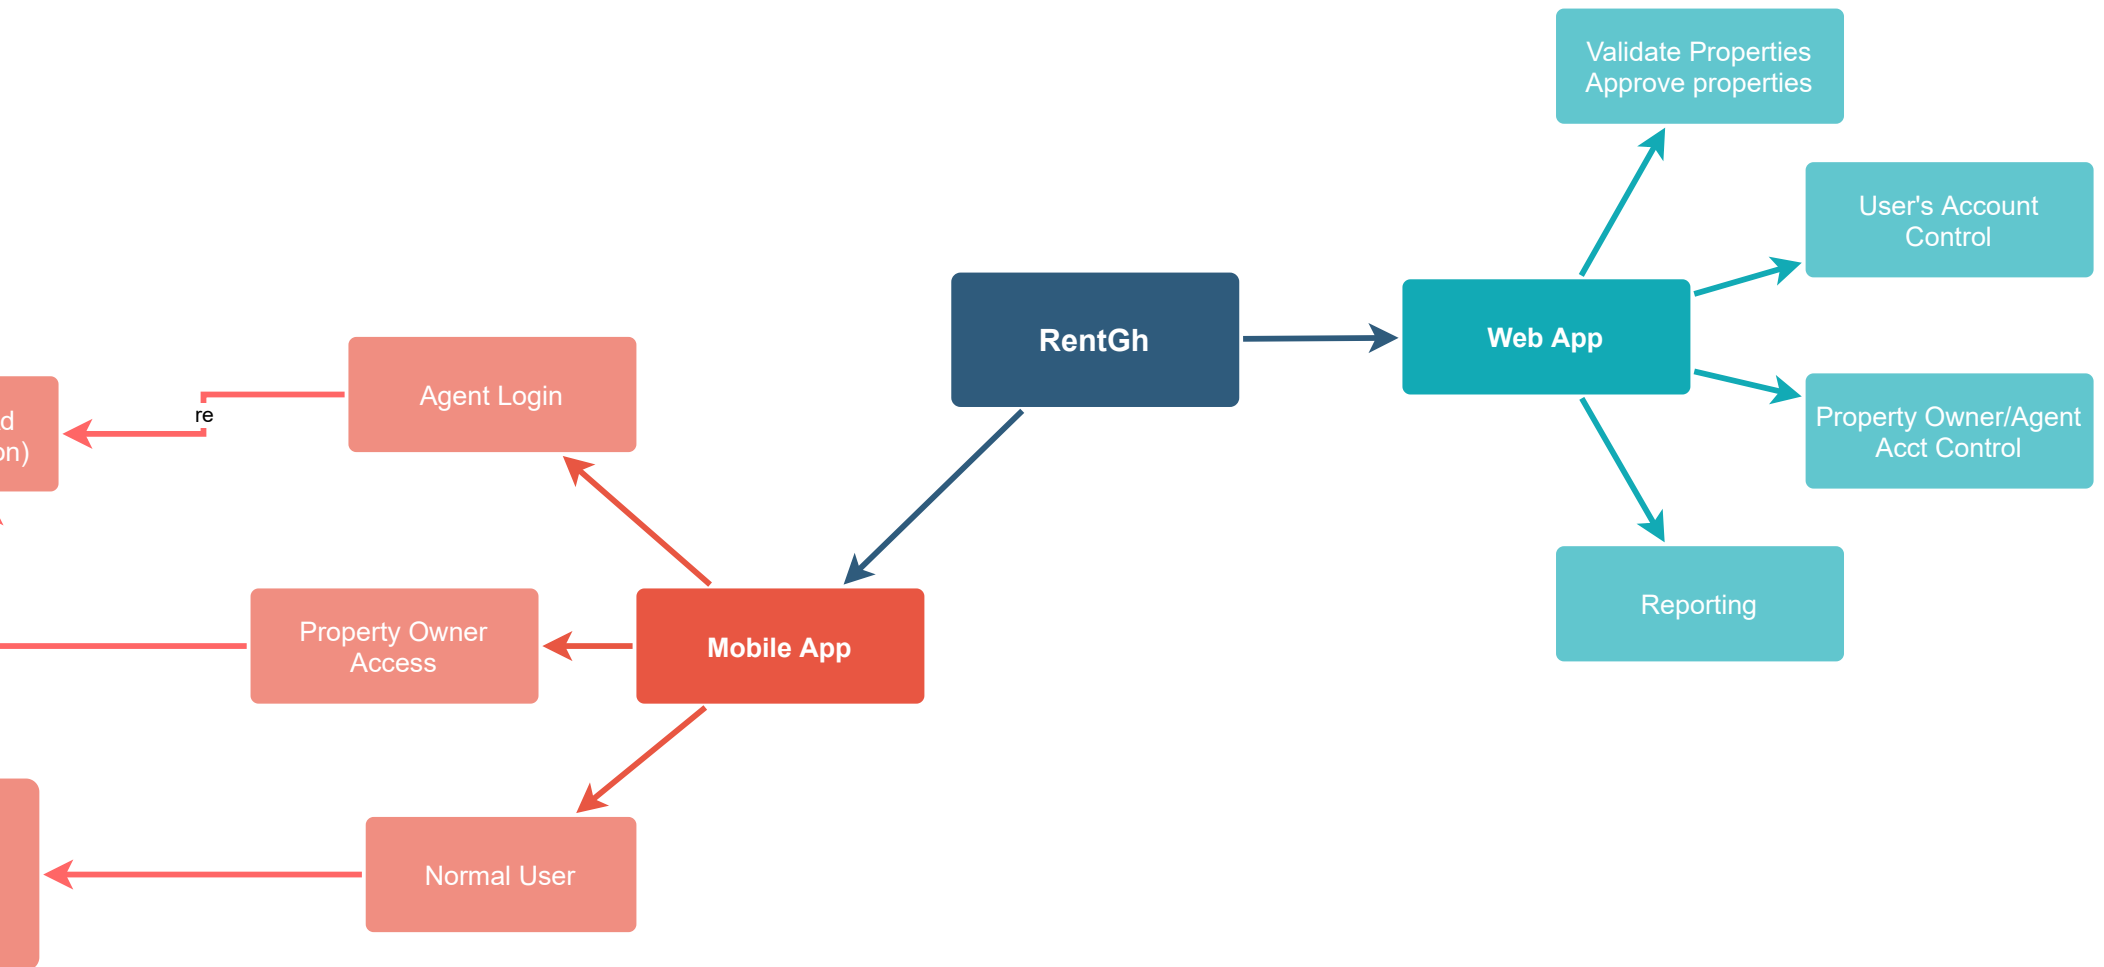 Validate Properties
Approve properties
User's Account
Control
RentGh
Web App
Agent Login
re
Property Owner/Agent
Acct Control
Reporting
Property Owner
Access
Mobile App
Normal User